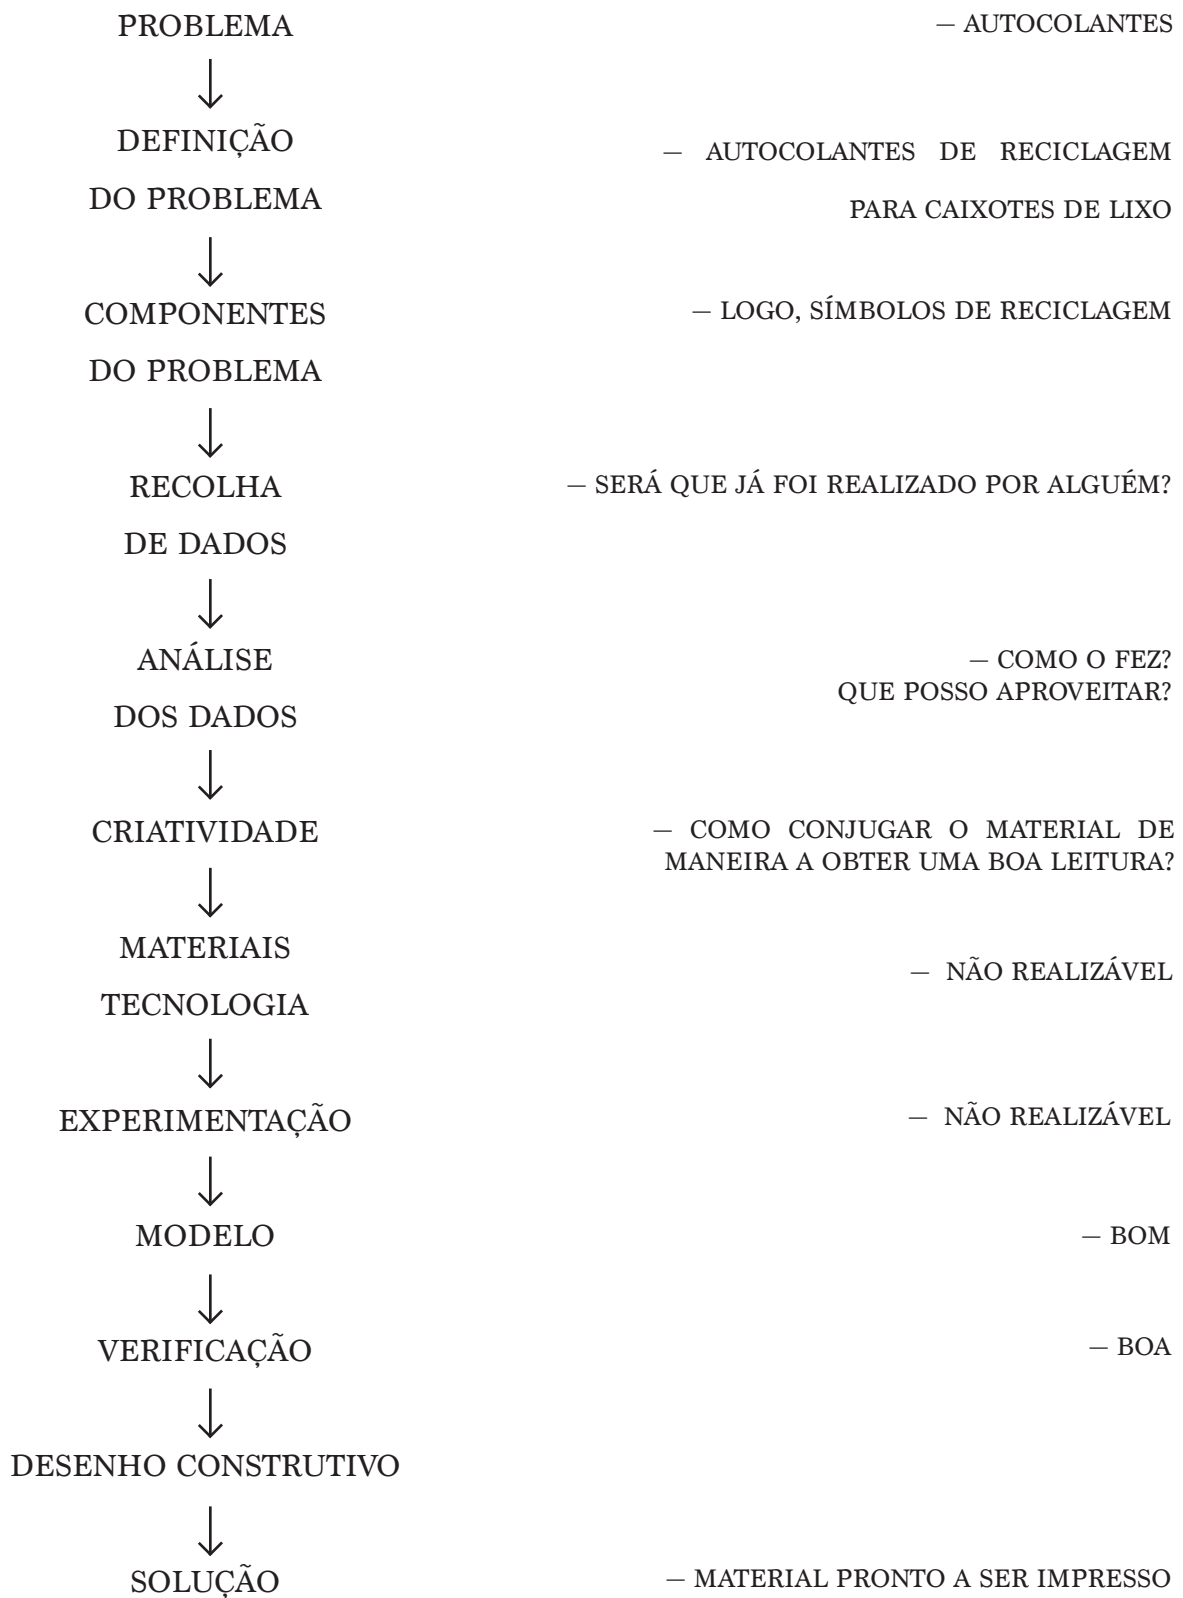 PROBLEMA
— AUTOCOLANTES
DEFINIÇÃO
DO PROBLEMA
— AUTOCOLANTES DE RECICLAGEM
PARA CAIXOTES DE LIXO
COMPONENTES
DO PROBLEMA
— LOGO, SÍMBOLOS DE RECICLAGEM
RECOLHA
DE DADOS
— SERÁ QUE JÁ FOI REALIZADO POR ALGUÉM?
ANÁLISE
DOS DADOS
— COMO O FEZ?
QUE POSSO APROVEITAR?
CRIATIVIDADE
— COMO CONJUGAR O MATERIAL DE
MANEIRA A OBTER UMA BOA LEITURA?
MATERIAIS
TECNOLOGIA
— NÃO REALIZÁVEL
EXPERIMENTAÇÃO
— NÃO REALIZÁVEL
MODELO
— BOM
VERIFICAÇÃO
— BOA
DESENHO CONSTRUTIVO
SOLUÇÃO
— MATERIAL PRONTO A SER IMPRESSO